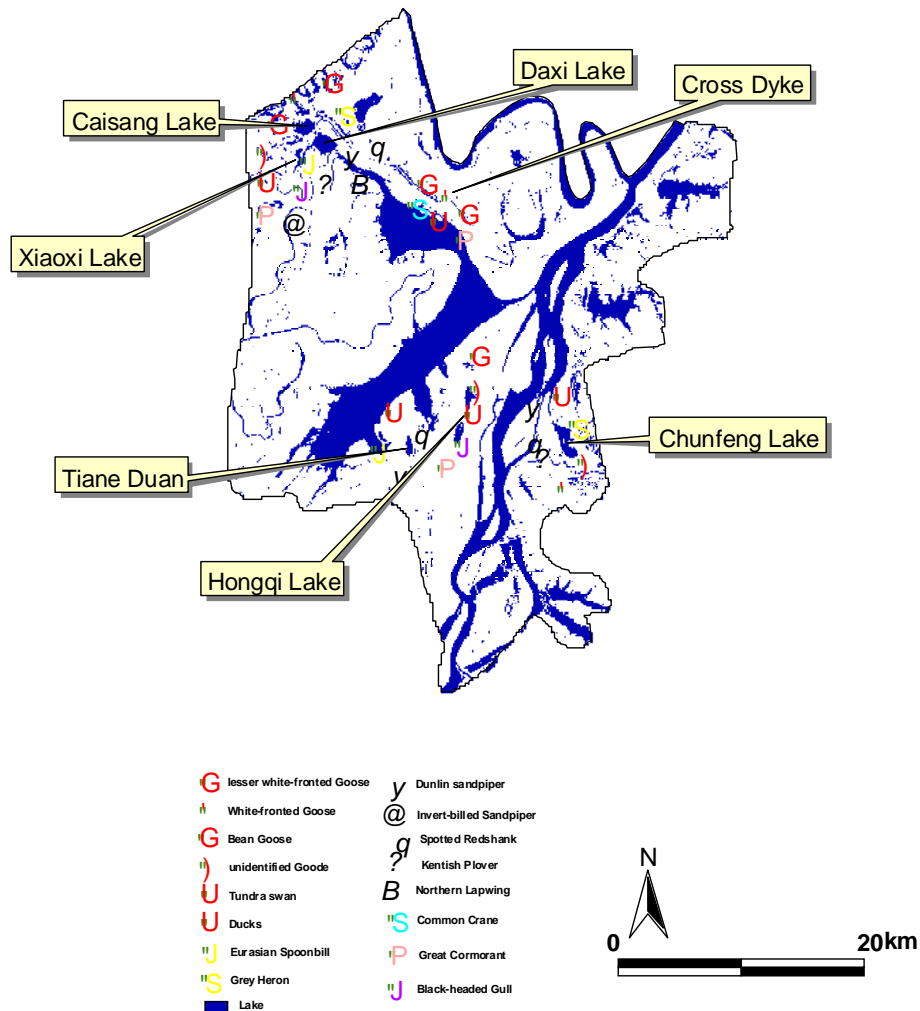 Daxi Lake
Cross Dyke
Caisang Lake
G
"S
G
")
"J
y
q
U
"J
?
B
G
"
P
@
"S
U
G
P
Xiaoxi Lake
G
")
U
U
y
U
"S
q
"J
q
?
Chunfeng Lake
"J
P
")
Tiane Duan
y
Hongqi Lake
"G lesser white-fronted Goose
" White-fronted Goose
"G Bean Goose
") unidentified Goode
U Tundra swan
U Ducks
"J Eurasian Spoonbill
"S Grey Heron
Lake
y Dunlin sandpiper
@ Invert-billed Sandpiper
q Spotted Redshank
? Kentish Plover
B Northern Lapwing
"S Common Crane
P Great Cormorant
"J Black-headed Gull
N
0 20km